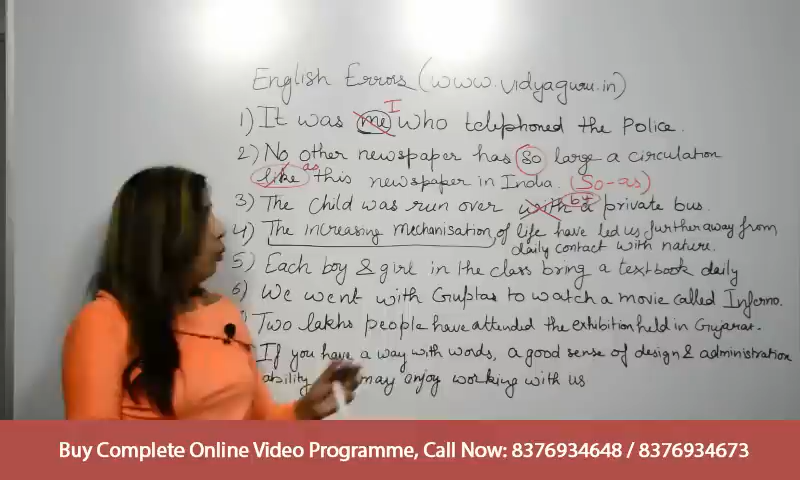 English Errors (www.vidyaguru.in)
I
1) It was me who telephoned the Police.
2) No other newspaper has so large a circulation
as
like this newspaper in India. (So-as)
by
3) The child was run over with a private bus.
4) The increasing mechanisation of life have led us further away from
daily contact with nature.
5) Each boy & girl in the class bring a textbook daily
6) We went with Guptas to watch a movie called Inferno.
Two lakhs people have attended the exhibition held in Gujarat.
If you have a way with words, a good sense of design & administration
ability may enjoy working with us
Buy Complete Online Video Programme, Call Now: 8376934648 / 8376934673